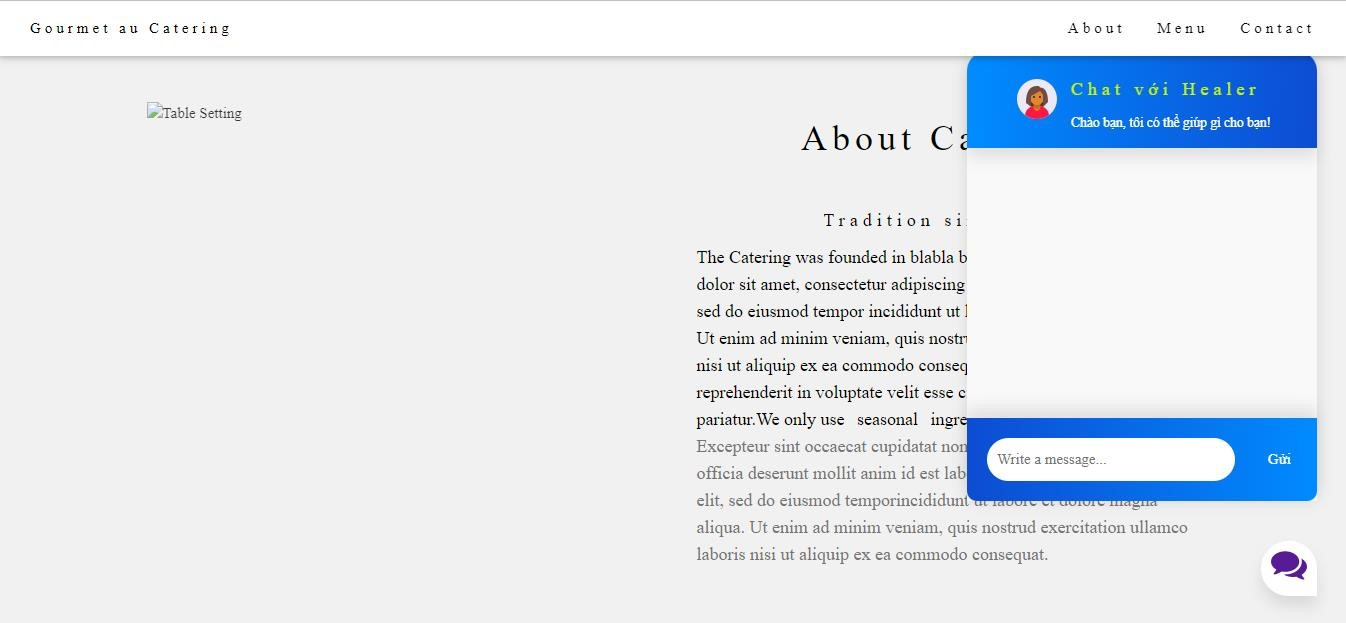 Gourmet au Catering
About Menu Contact
Table Setting
About Ca
Tradition si
The Catering was founded in blabla b
dolor sit amet, consectetur adipiscing
sed do eiusmod tempor incididunt ut
Ut enim ad minim veniam, quis nostr
nisi ut aliquip ex ea commodo conseq
reprehenderit in voluptate velit esse c
pariatur.We only use seasonal ingre
Excepteur sint occaecat cupidatat non
officia deserunt mollit anim id est lab
elit, sed do eiusmod temporincididunt ut labore et dolore magna
aliqua. Ut enim ad minim veniam, quis nostrud exercitation ullamco
laboris nisi ut aliquip ex ea commodo consequat.
Chat với Healer
Chào bạn, tôi có thể giúp gì cho bạn!
Write a message...
Gửi